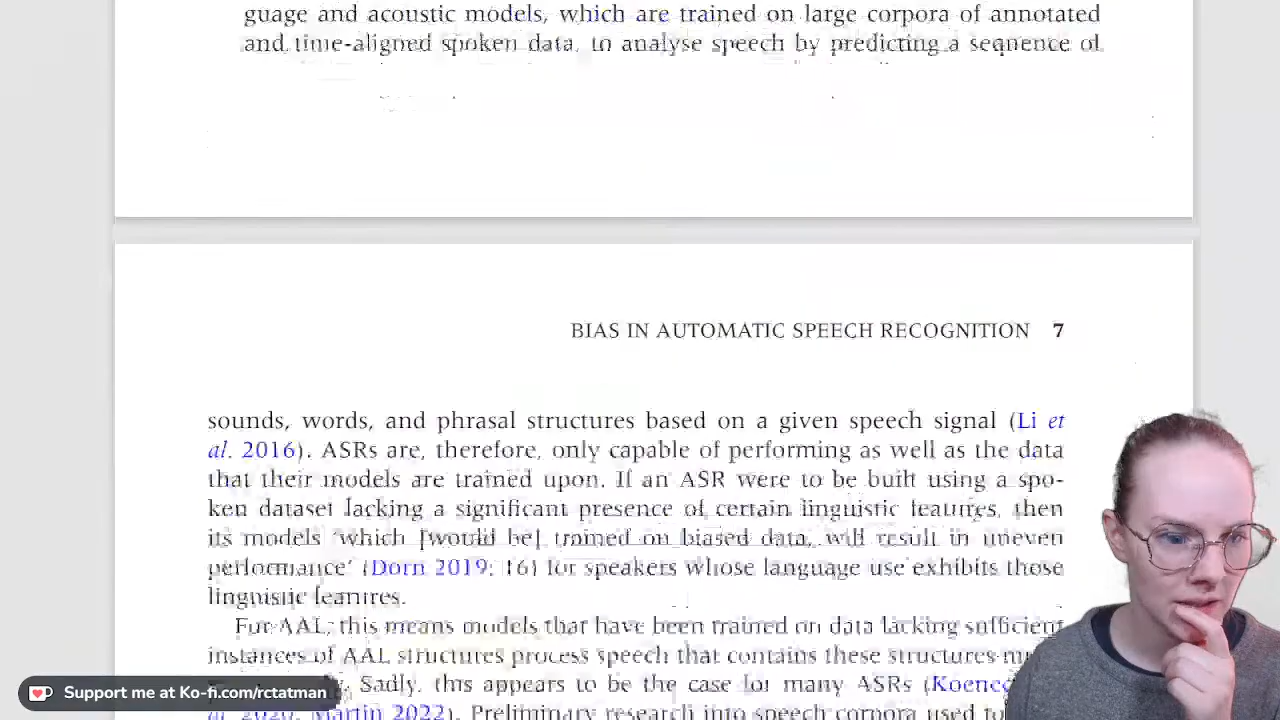 guage and acoustic models, which are trained on large corpora of annotated
and time-aligned spoken data, to analyse speech by predicting a sequence of
BIAS IN AUTOMATIC SPEECH RECOGNITION 7
sounds, words, and phrasal structures based on a given speech signal (Li et
al. 2016). ASRs are, therefore, only capable of performing as well as the data
that their models are trained upon. If an ASR were to be built using a spo-
ken dataset lacking a significant presence of certain linguistic features, then
its models 'which [would be] trained on biased data, will result in uneven
performance' (Dorn 2019: 16) for speakers whose language use exhibits those
linguistic features.
For AAL, this means models that have been trained on data lacking sufficient
instances of AAL structures process speech that contains these structures
Sadly, this appears to be the case for many ASRs
al. 2020, Martin 2022). Preliminary research into speech corpora used to
Support me at Ko-fi.com/rctatman